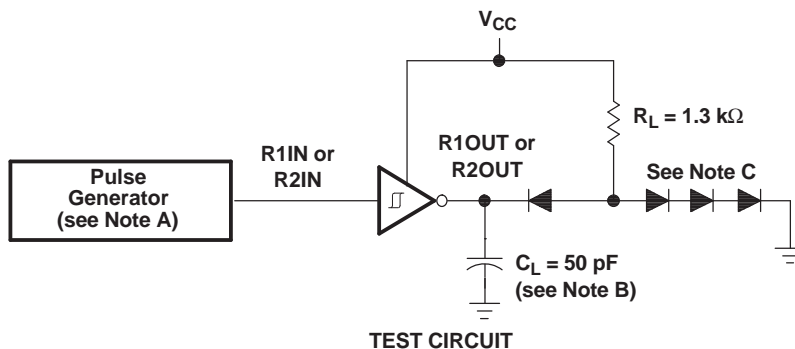 VCC
RL = 1.3 kΩ
R1IN or
R2IN
R1OUT or
R2OUT
See Note C
Pulse
Generator
(see Note A)
CL = 50 pF
(see Note B)
TEST CIRCUIT